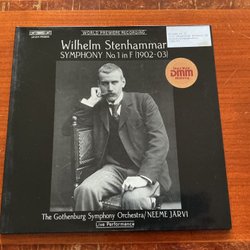 WORLD PREMIERE RECORDING
Wilhelm Stenhammar
SYMPHONY No.1 in F (1902-03)
DMM
The Gothenburg Symphony Orchestra/NEEME JÄRVI
Live Performance